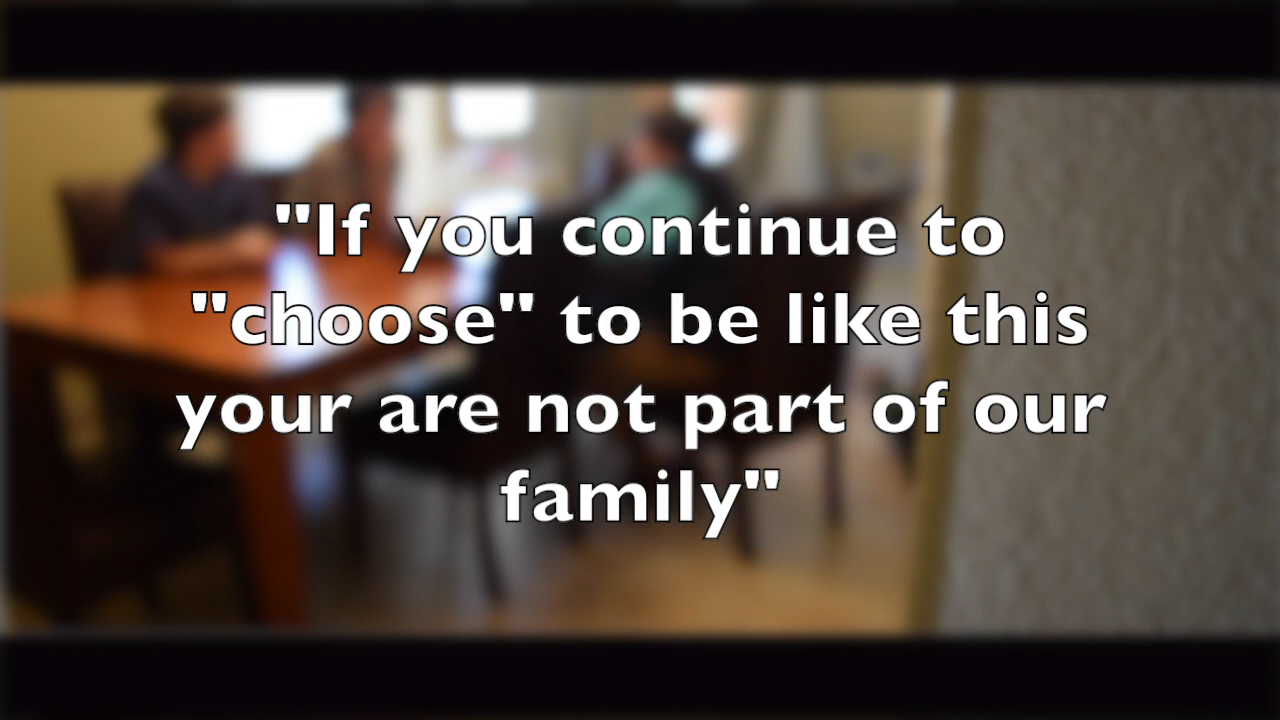 "If you continue to
"choose" to be like this
your are not part of our
family"